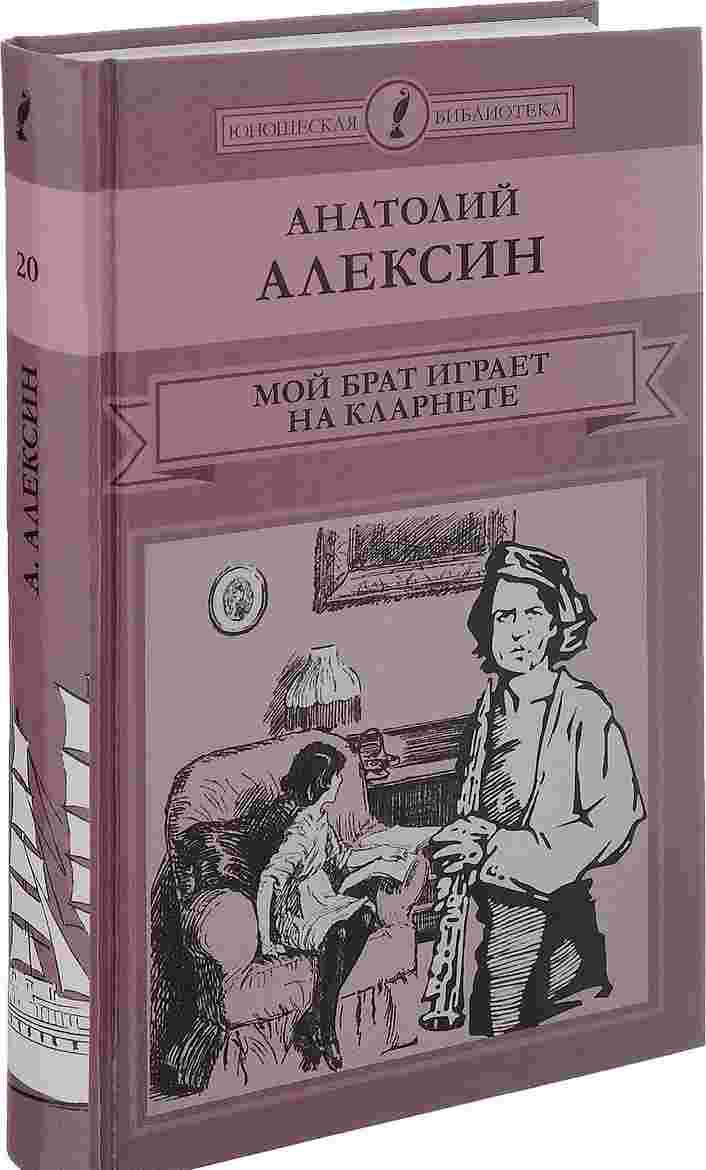 ЮНОШЕСКАЯ БИБЛИОТЕКА
АНАТОЛИЙ
АЛЕКСИН
МОЙ БРАТ ИГРАЕТ
НА КЛАРНЕТЕ
20
А. АЛЕКСИН